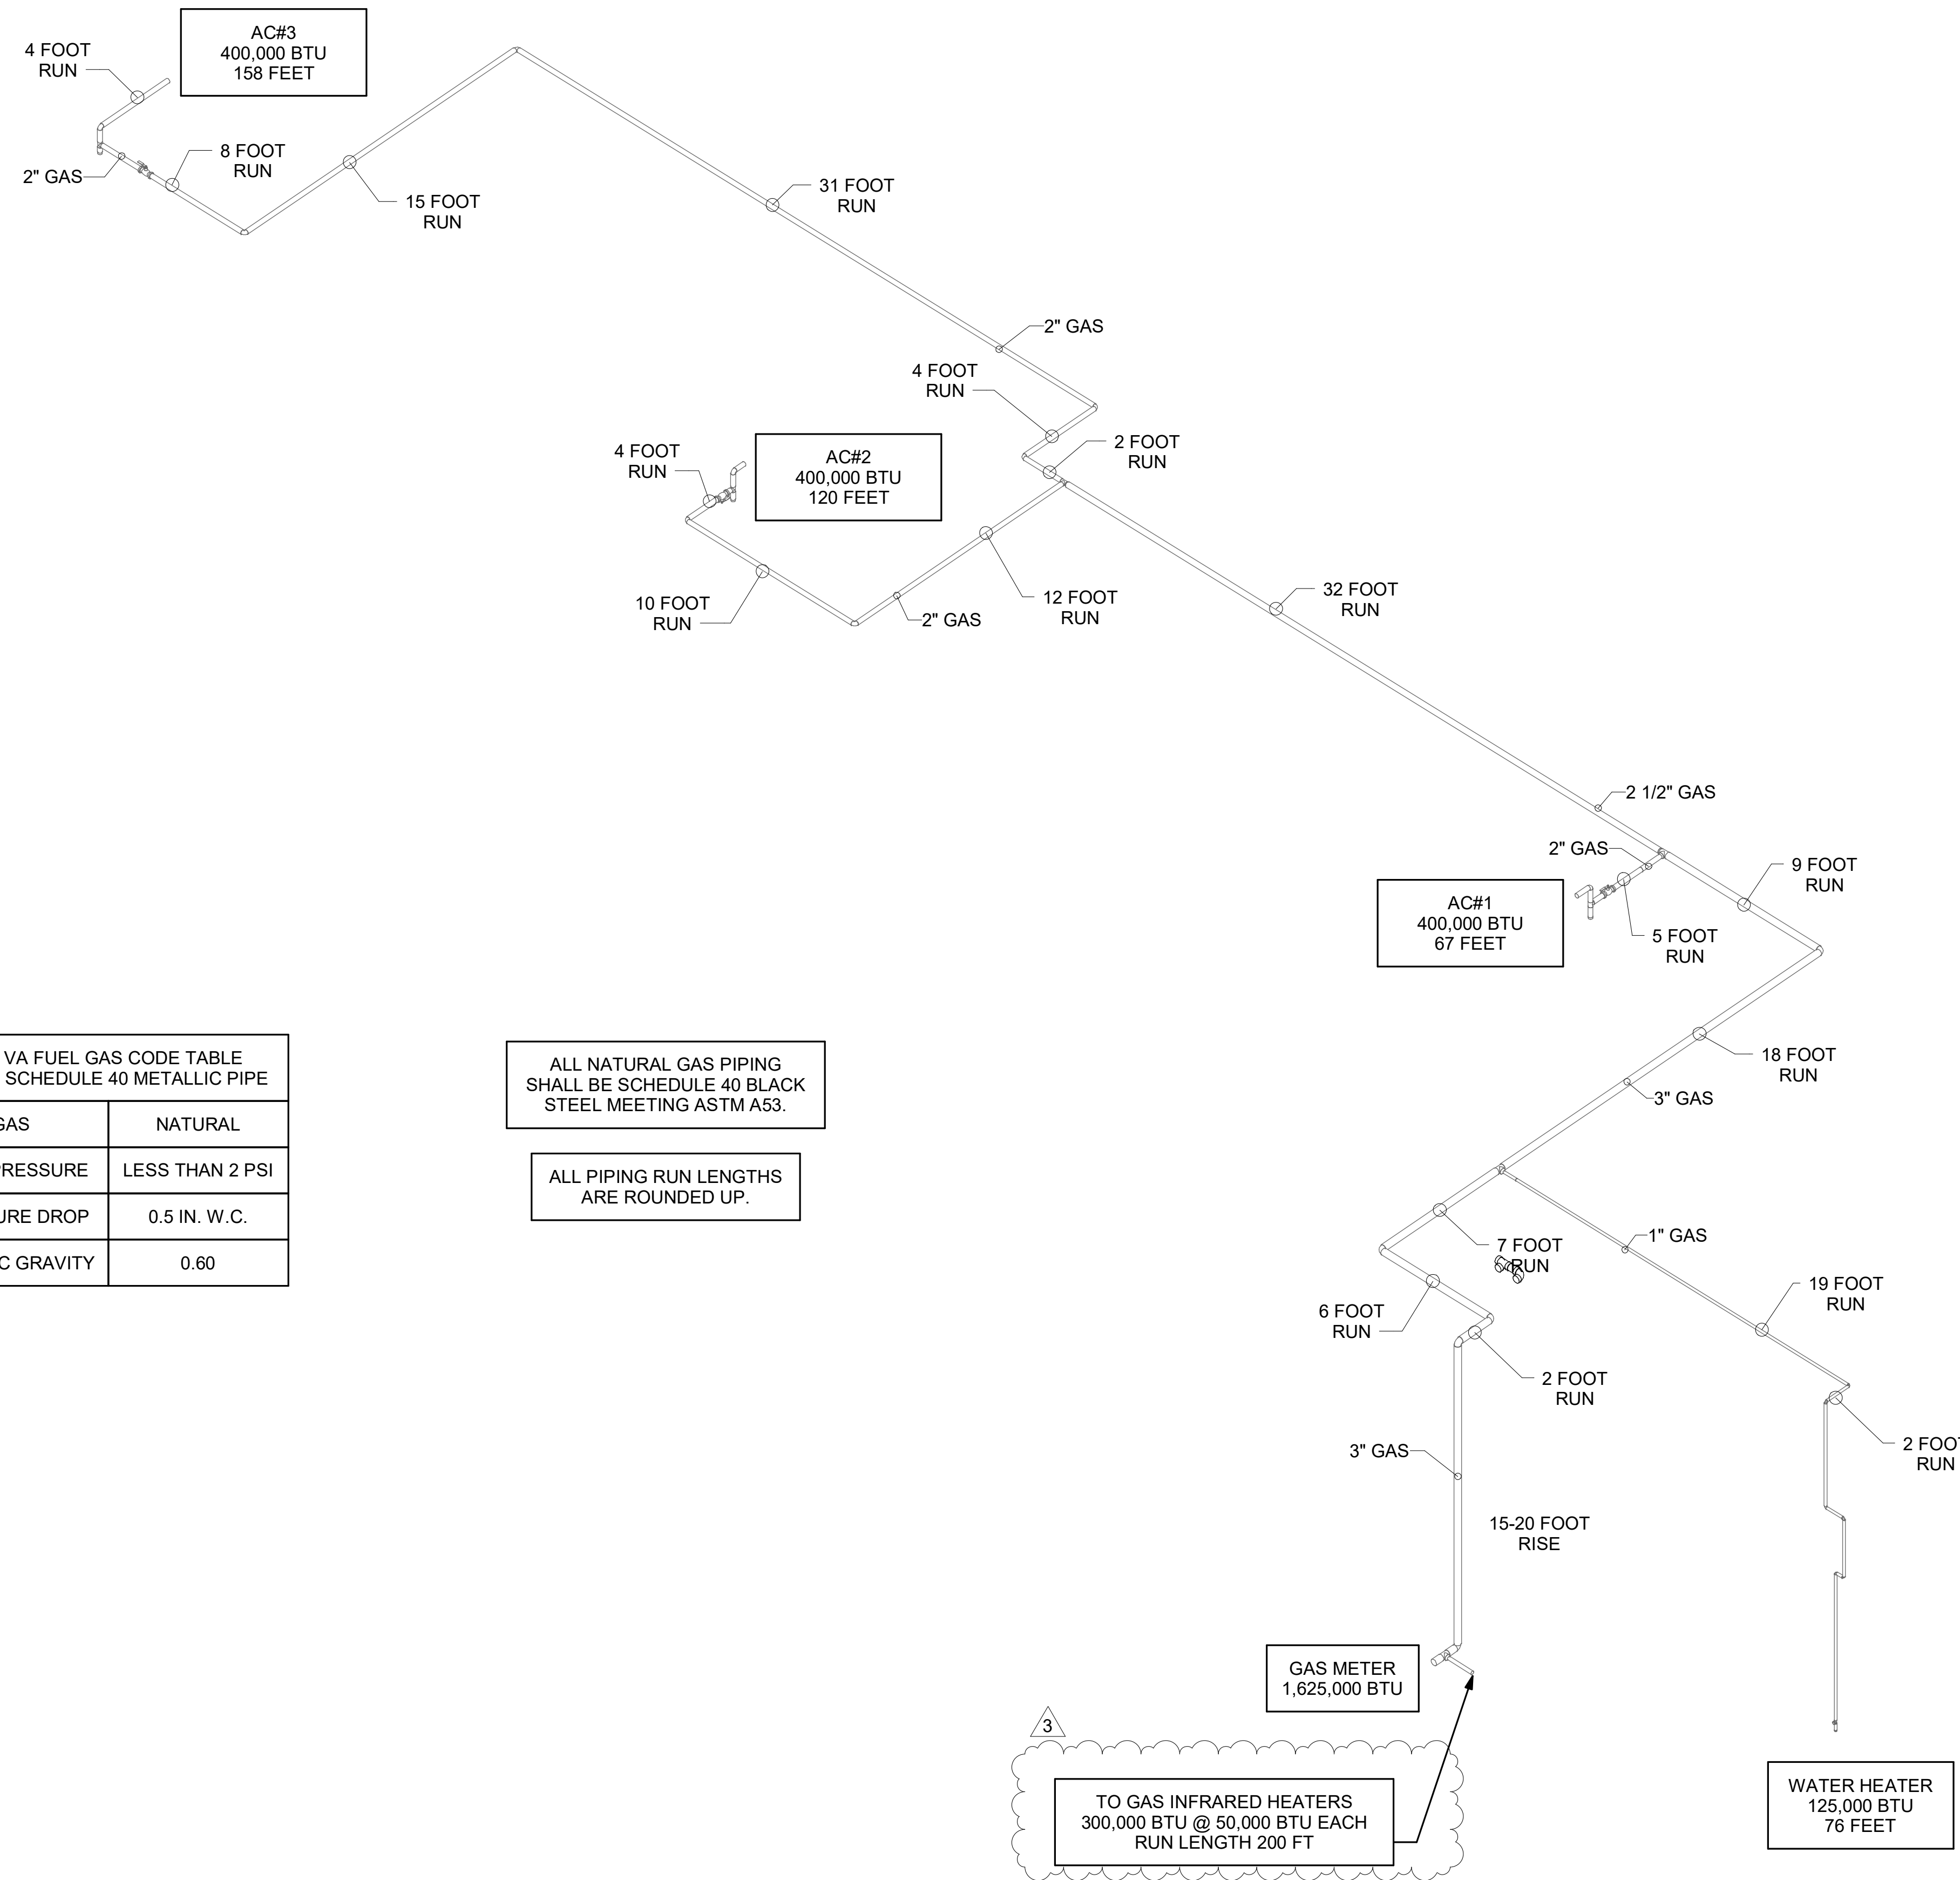 AC#3
400,000 BTU
158 FEET
4 FOOT
RUN
2" GAS
8 FOOT
RUN
15 FOOT
RUN
31 FOOT
RUN
2" GAS
4 FOOT
RUN
2 FOOT
RUN
4 FOOT
RUN
AC#2
400,000 BTU
120 FEET
10 FOOT
RUN
2" GAS
12 FOOT
RUN
32 FOOT
RUN
2 1/2" GAS
2" GAS
9 FOOT
RUN
AC#1
400,000 BTU
67 FEET
5 FOOT
RUN
18 FOOT
RUN
3" GAS
VA FUEL GAS CODE TABLE
SCHEDULE 40 METALLIC PIPE
GAS
NATURAL
PRESSURE
LESS THAN 2 PSI
URE DROP
0.5 IN. W.C.
C GRAVITY
0.60
ALL NATURAL GAS PIPING
SHALL BE SCHEDULE 40 BLACK
STEEL MEETING ASTM A53.
ALL PIPING RUN LENGTHS
ARE ROUNDED UP.
7 FOOT
RUN
1" GAS
6 FOOT
RUN
19 FOOT
RUN
2 FOOT
RUN
2 FOOT
RUN
3" GAS
15-20 FOOT
RISE
GAS METER
1,625,000 BTU
3
TO GAS INFRARED HEATERS
300,000 BTU @ 50,000 BTU EACH
RUN LENGTH 200 FT
WATER HEATER
125,000 BTU
76 FEET